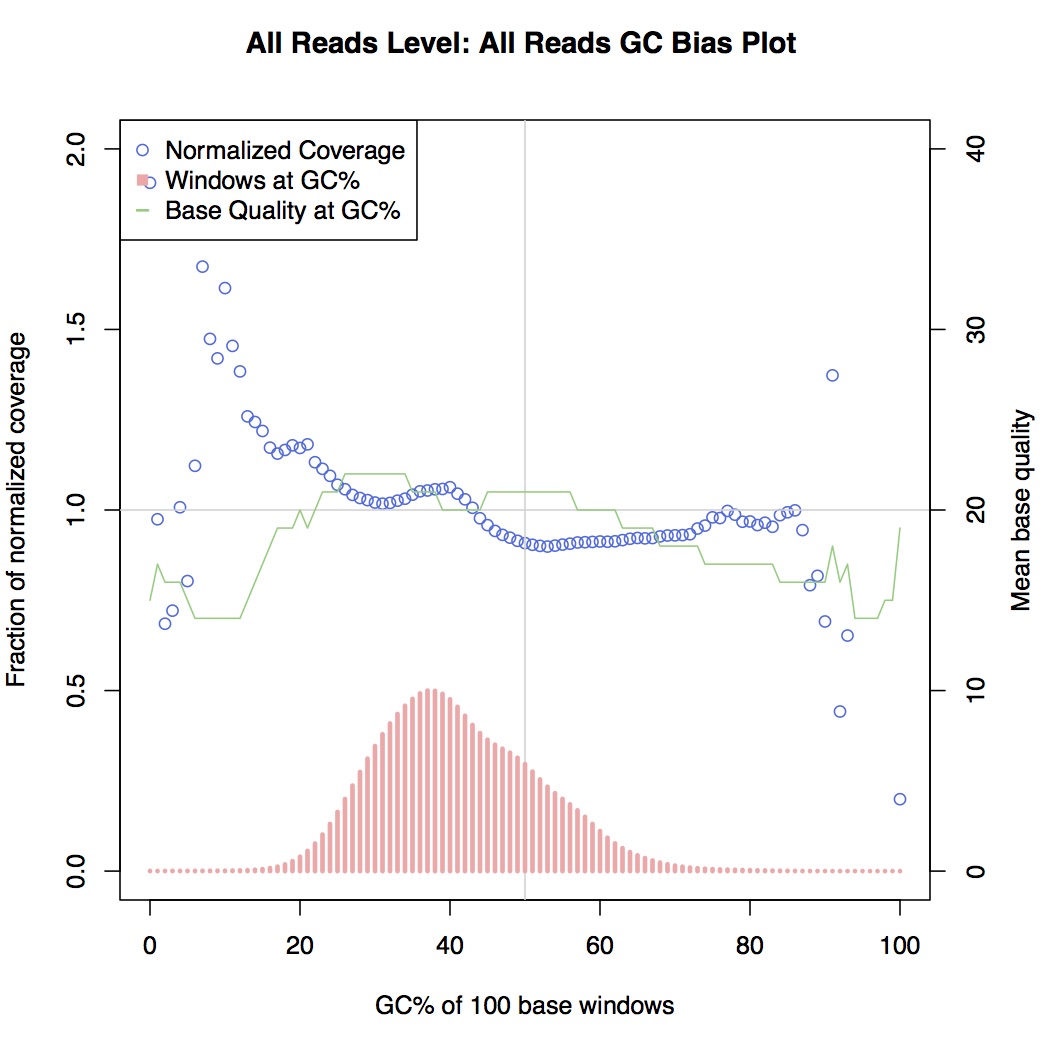 All Reads Level: All Reads GC Bias Plot
Normalized Coverage
Windows at GC%
Base Quality at GC%
Fraction of normalized coverage
0.0
0.5
1.0
1.5
2.0
Mean base quality
0
10
20
30
40
0 20 40 60 80 100
GC% of 100 base windows